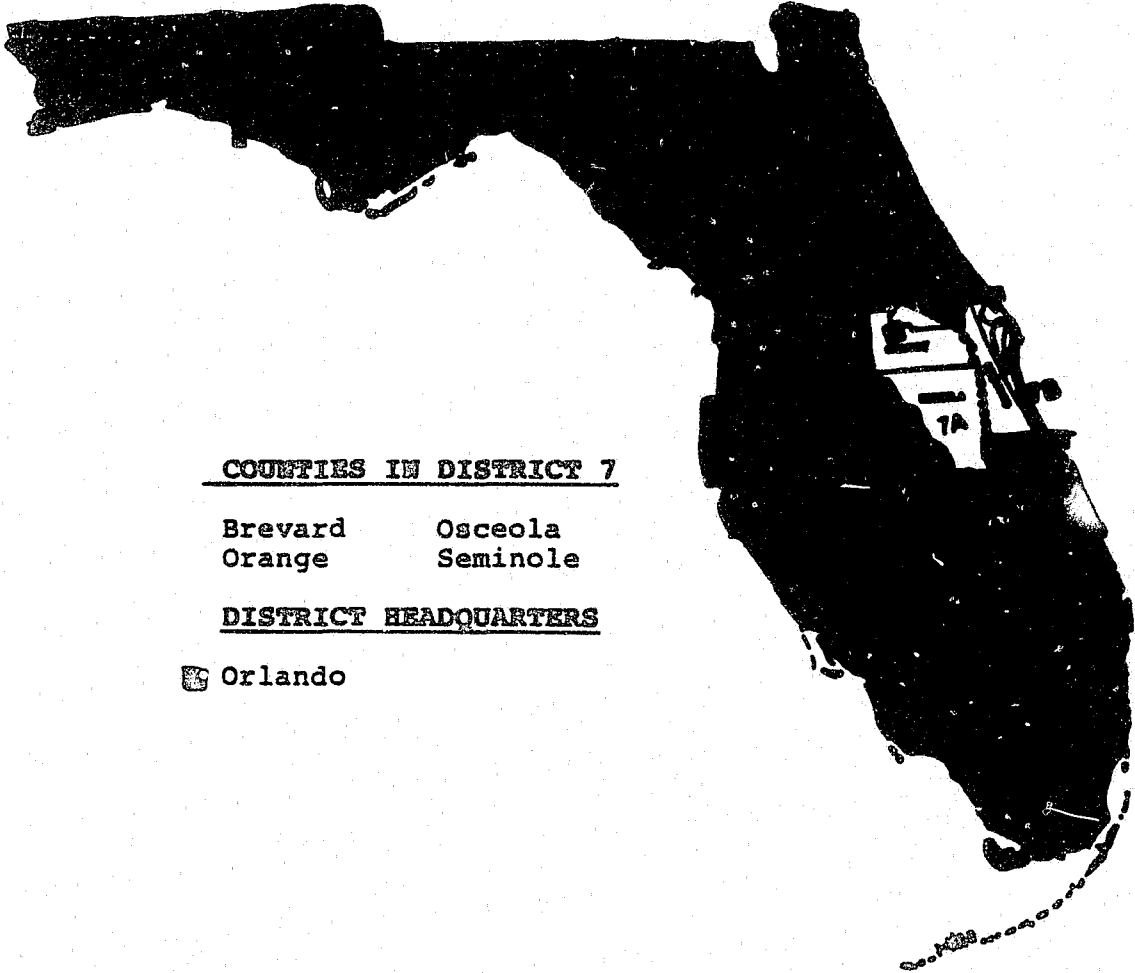 COUNTIES IN DISTRICT 7
Brevard Osceola
Orange Seminole
DISTRICT HEADQUARTERS
Orlando
7A